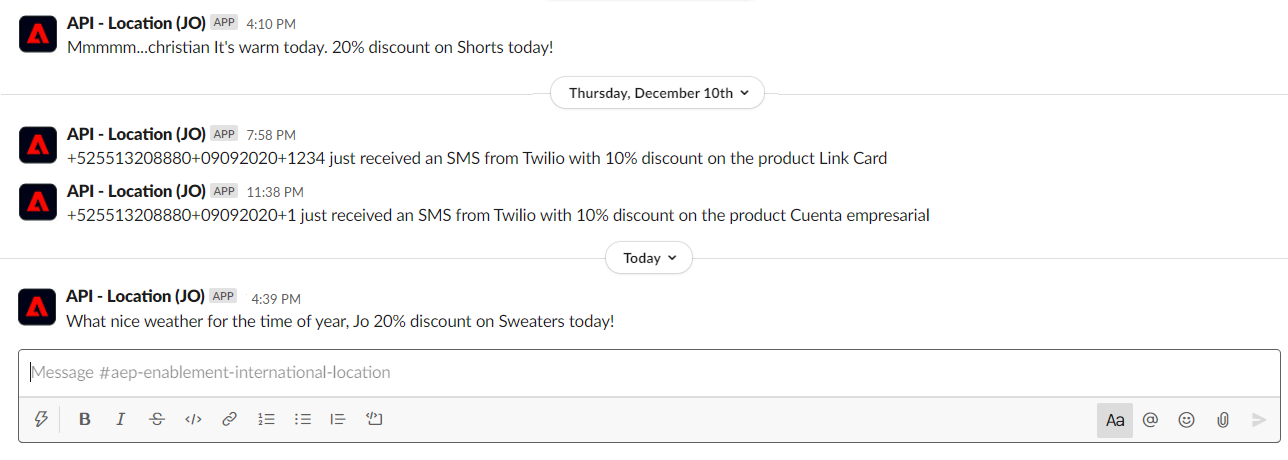 API - Location (JO) APP 4:10 PM
Mmmmm...christian It's warm today. 20% discount on Shorts today!
Thursday, December 10th
API - Location (JO) APP 7:58 PM
+525513208880+09092020+1234 just received an SMS from Twilio with 10% discount on the product Link Card
API - Location (JO) APP 11:38 PM
+525513208880+09092020+1 just received an SMS from Twilio with 10% discount on the product Cuenta empresarial
Today
API - Location (JO) APP 4:39 PM
What nice weather for the time of year, Jo 20% discount on Sweaters today!
Message #aep-enablement-international-location
B I S </> Aa @